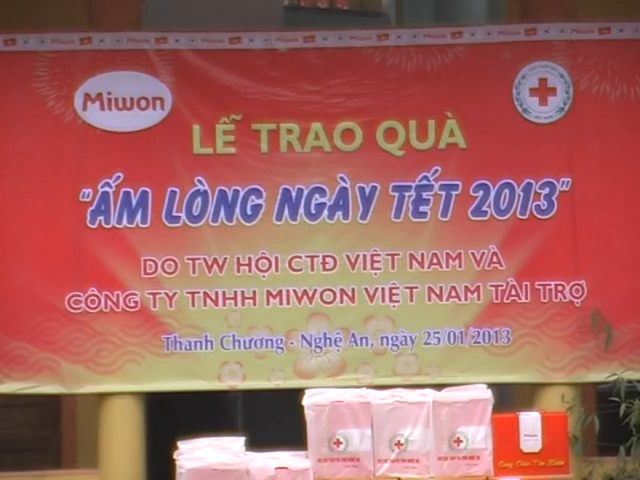 Miwon
LỄ TRAO QUÀ
"ẤM LÒNG NGÀY TẾT 2013"
DO TW HỘI CTĐ VIỆT NAM VÀ
CÔNG TY TNHH MIWON VIỆT NAM TÀI TRỢ
Thanh Chương - Nghệ An, ngày 25/01/2013